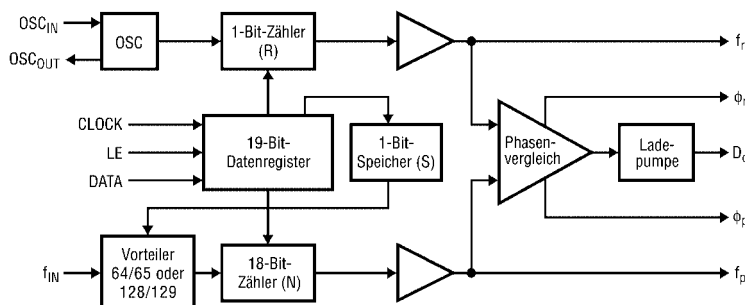 OSC_IN
OSC_OUT
OSC
1-Bit-Zähler
(R)
f_r
CLOCK
LE
DATA
19-Bit-
Datenregister
1-Bit-
Speicher (S)
Phasen-
vergleich
Lade-
pumpe
f_IN
Vorteiler
64/65 oder
128/129
18-Bit-
Zähler (N)